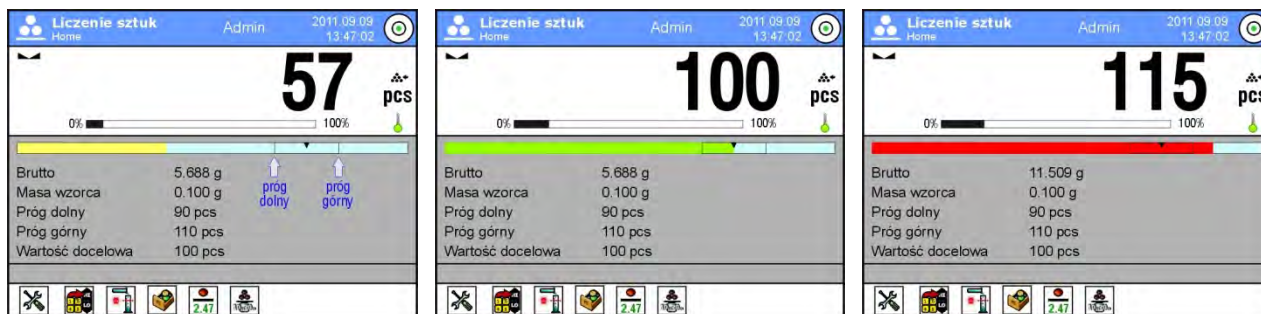 Liczenie sztuk
Home
Admin
2011.09.09
13:47:02
57
pcs
0%
100%
Brutto 5.688 g
Masa wzorca 0.100 g
Próg dolny 90 pcs
Próg górny 110 pcs
Wartość docelowa 100 pcs
próg
dolny
próg
górny
2.47
Liczenie sztuk
Home
Admin
2011.09.09
13:47:02
100
pcs
0%
100%
Brutto 5.688 g
Masa wzorca 0.100 g
Próg dolny 90 pcs
Próg górny 110 pcs
Wartość docelowa 100 pcs
2.47
Liczenie sztuk
Home
Admin
2011.09.09
13:47:02
115
pcs
0%
100%
Brutto 11.509 g
Masa wzorca 0.100 g
Próg dolny 90 pcs
Próg górny 110 pcs
Wartość docelowa 100 pcs
2.47